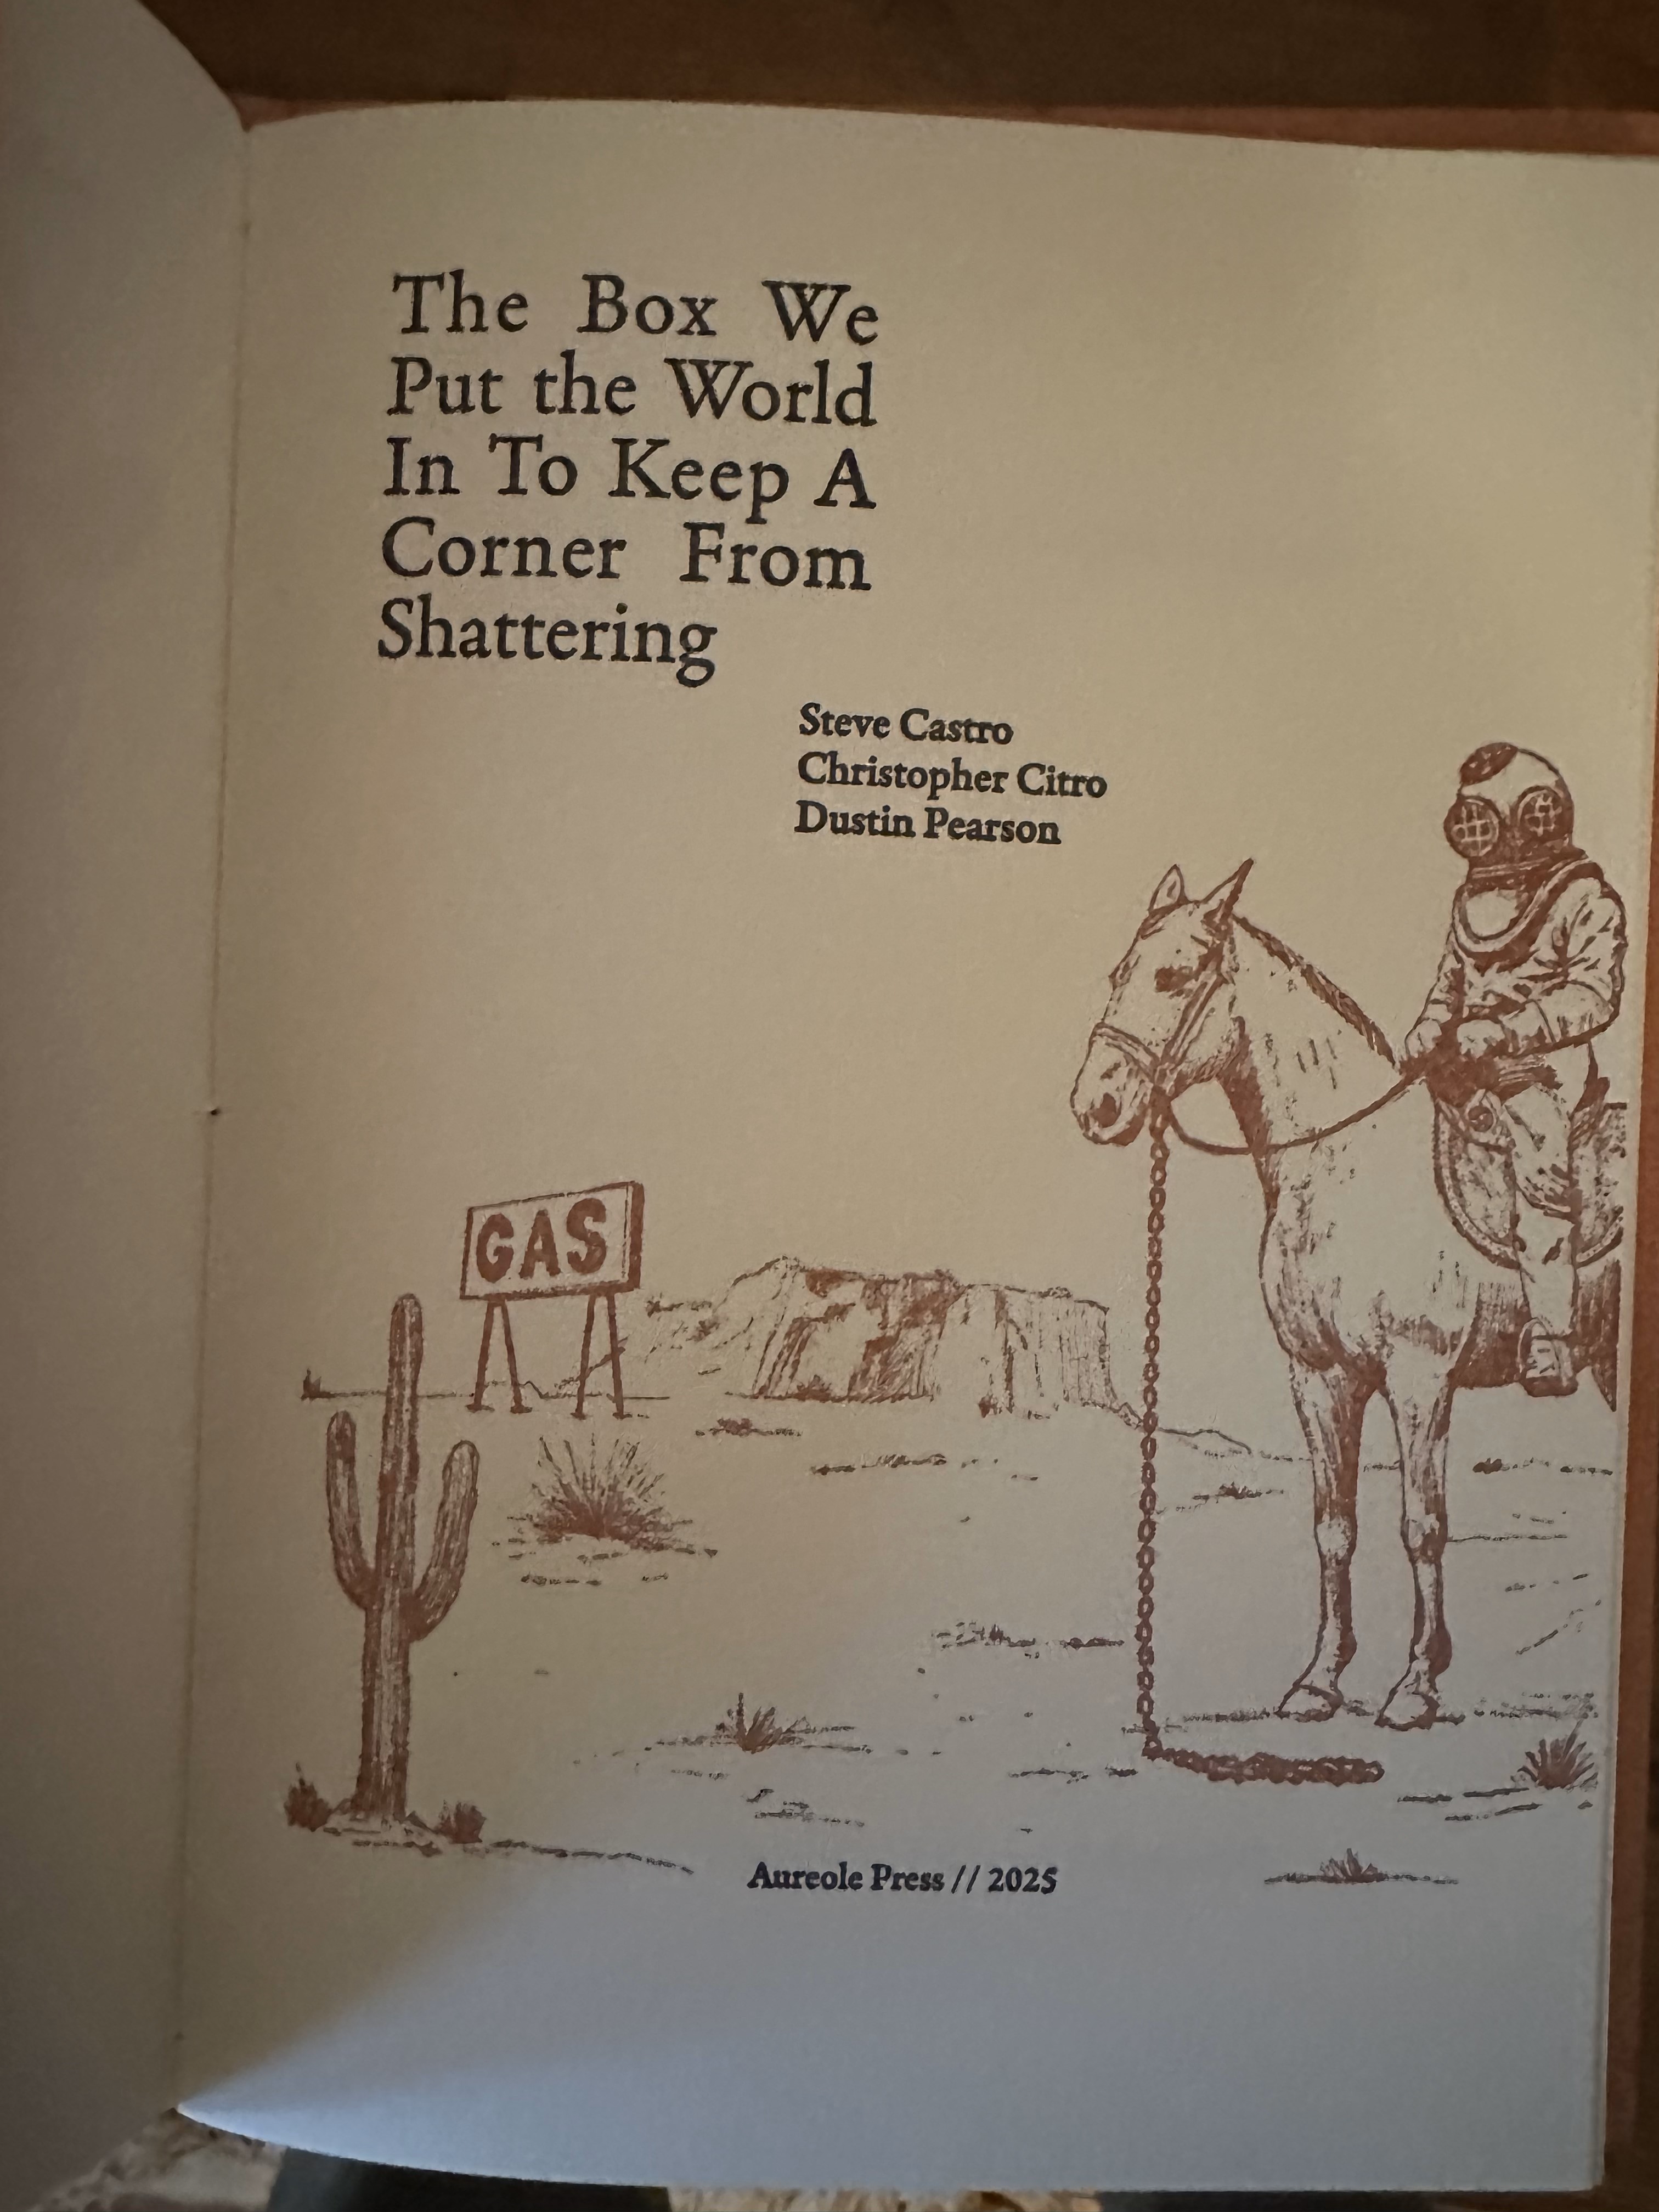 The Box We
Put the World
In To Keep A
Corner From
Shattering
Steve Castro
Christopher Citro
Dustin Pearson
GAS
Aureole Press // 2025